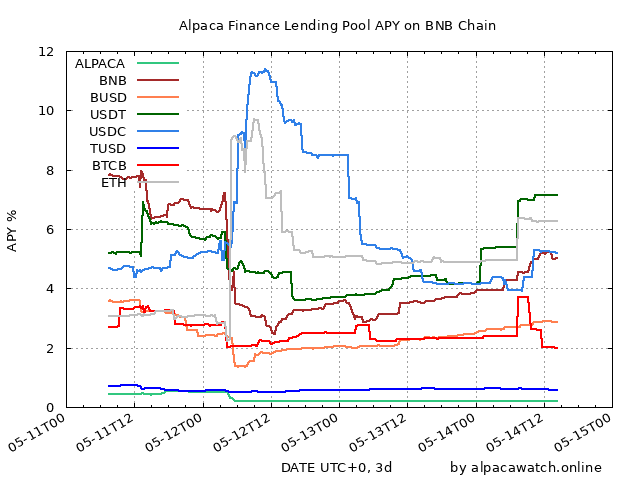 Alpaca Finance Lending Pool APY on BNB Chain
12
10
8
6
4
2
0
APY %
ALPACA
BNB
BUSD
USDT
USDC
TUSD
BTCB
ETH
05-11T00
05-11T12
05-12T00
05-12T12
05-13T00
05-13T12
05-14T00
05-14T12
05-15T00
DATE UTC+0, 3d
by alpacawatch.online